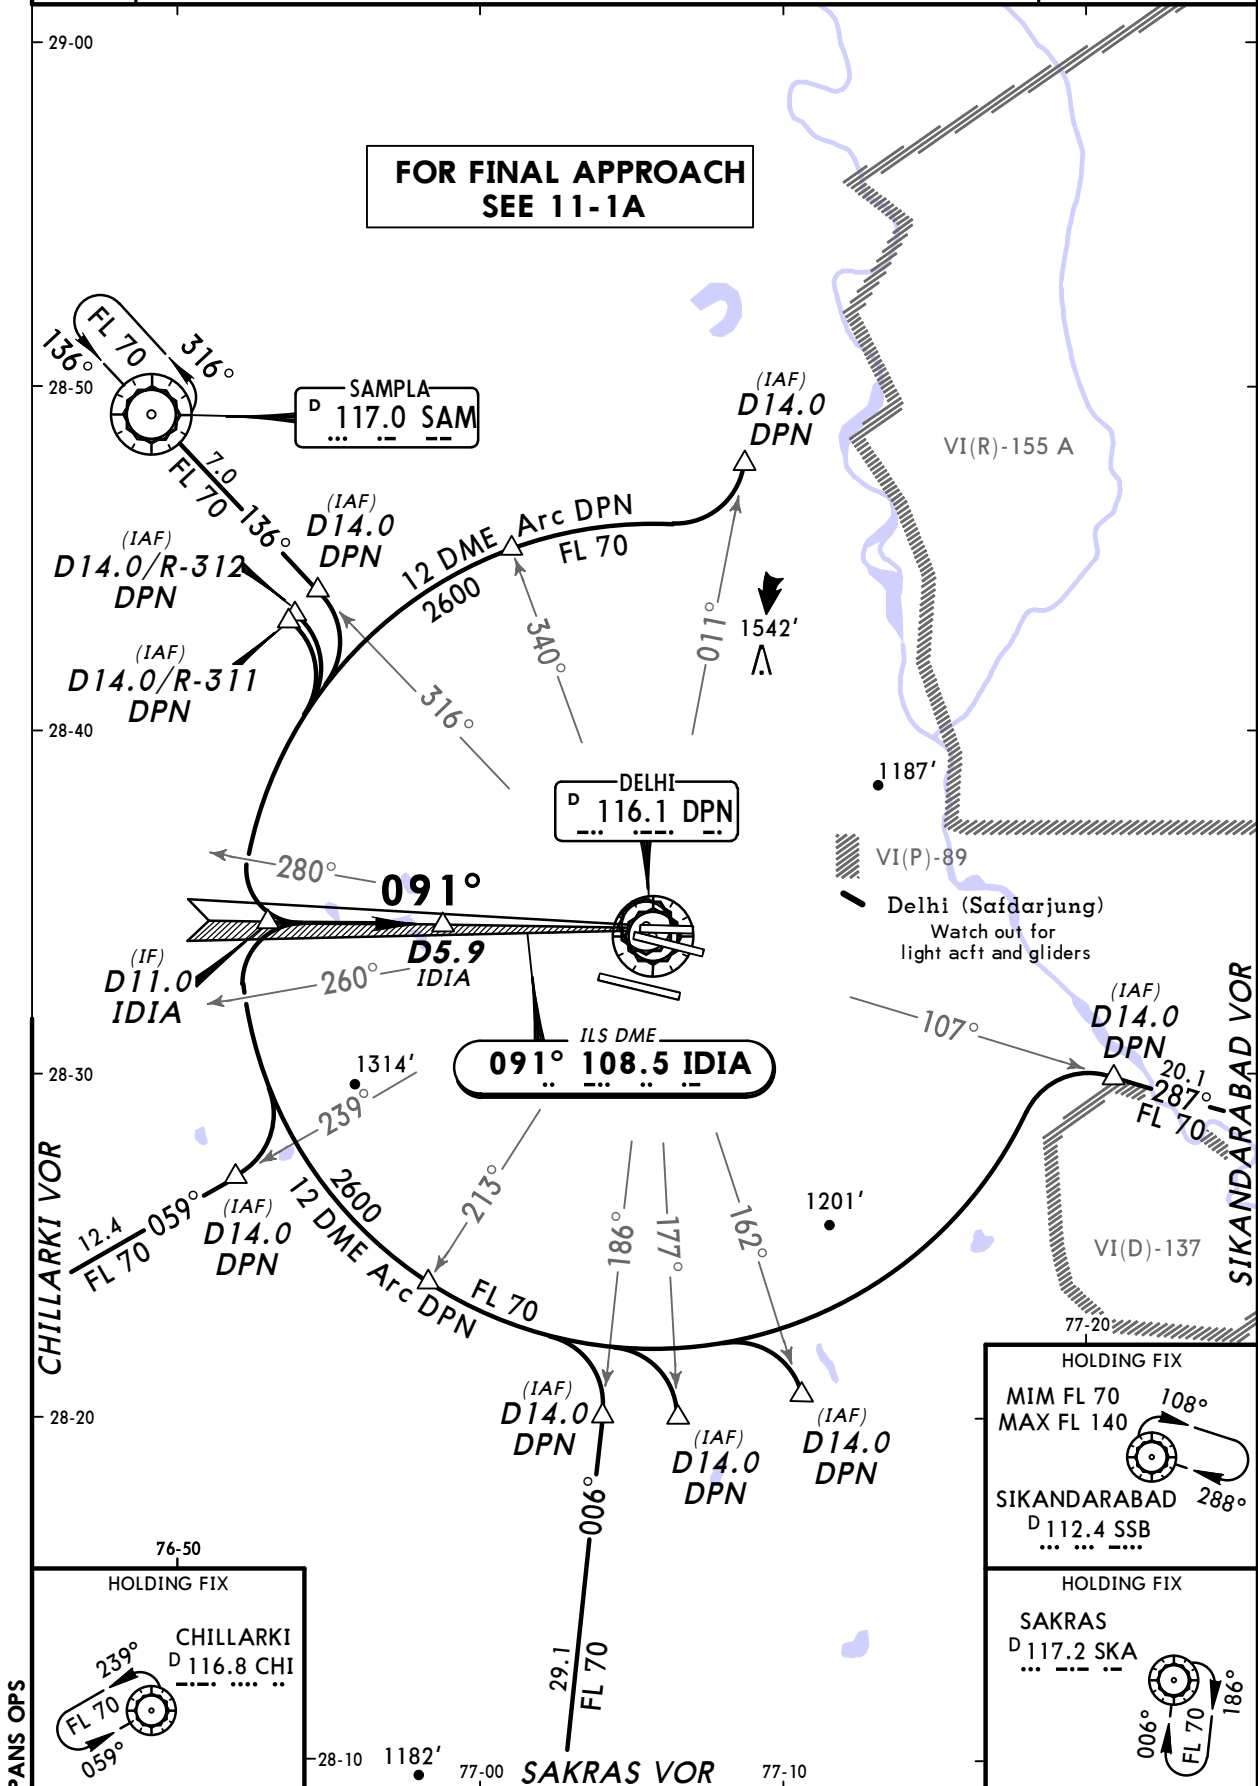 29-00
FOR FINAL APPROACH
SEE 11-1A
FL 70
136°
316°
28-50
SAMPLA
D 117.0 SAM
7.0
FL 70
136°
(IAF)
D14.0
DPN
(IAF)
D14.0/R-312
DPN
(IAF)
D14.0/R-311
DPN
12 DME Arc DPN
2600
FL 70
(IAF)
D14.0
DPN
VI(R)-155 A
340°
011°
1542'
316°
28-40
DELHI
D 116.1 DPN
1187'
VI(P)-89
280°
091°
Delhi (Safdarjung)
Watch out for
light acft and gliders
(IF)
D11.0
IDIA
D5.9
IDIA
260°
ILS DME
091° 108.5 IDIA
107°
(IAF)
D14.0
DPN
20.1
287°
FL 70
SIKANDARABAD VOR
28-30
1314'
239°
CHILLARKI VOR
12.4
059°
FL 70
(IAF)
D14.0
DPN
2600
12 DME Arc DPN
FL 70
213°
186°
177°
162°
1201'
VI(D)-137
77-20
28-20
(IAF)
D14.0
DPN
(IAF)
D14.0
DPN
(IAF)
D14.0
DPN
006°
29.1
FL 70
SAKRAS VOR
HOLDING FIX
MIM FL 70
MAX FL 140
108°
288°
SIKANDARABAD
D 112.4 SSB
HOLDING FIX
SAKRAS
D 117.2 SKA
006°
FL 70
186°
76-50
HOLDING FIX
CHILLARKI
D 116.8 CHI
239°
FL 70
059°
28-10
1182'
77-00
77-10
PANS OPS